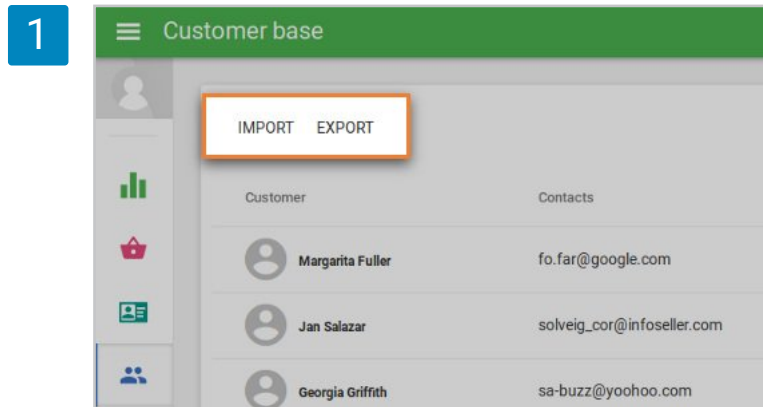 1
Customer base
IMPORT EXPORT
Customer Contacts
Margarita Fuller fo.far@google.com
Jan Salazar solveig_cor@infoseller.com
Georgia Griffith sa-buzz@yoohoo.com